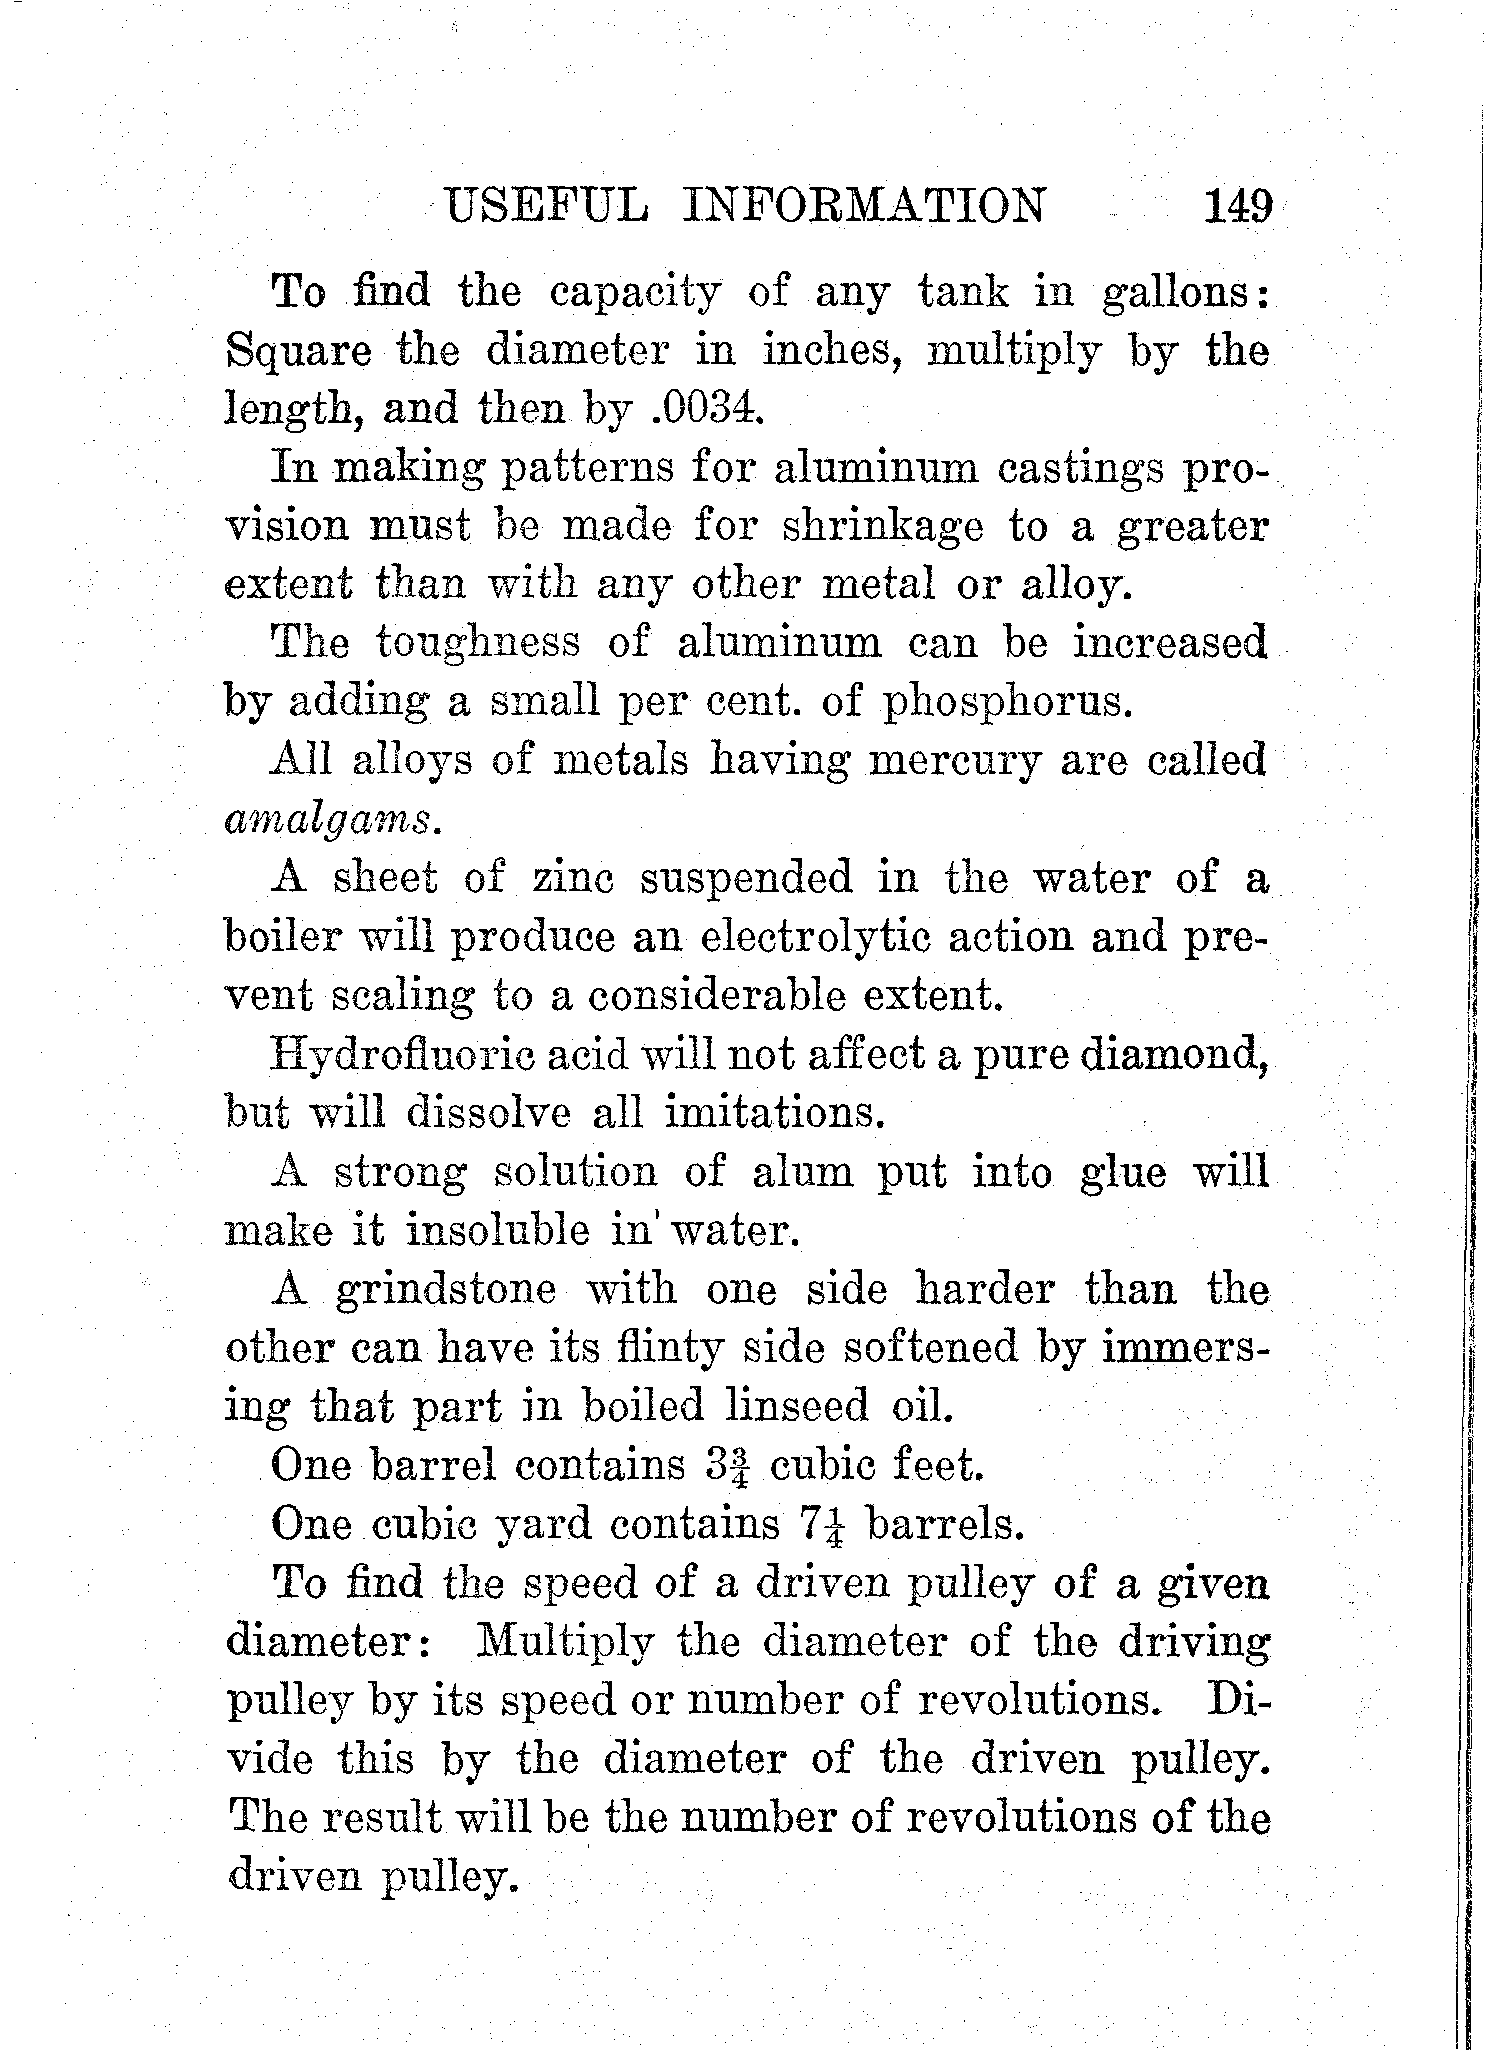 USEFUL INFORMATION 149
To find the capacity of any tank in gallons:
Square the diameter in inches, multiply by the
length, and then by .0034.
In making patterns for aluminum castings pro-
vision must be made for shrinkage to a greater
extent than with any other metal or alloy.
The toughness of aluminum can be increased
by adding a small per cent. of phosphorus.
All alloys of metals having mercury are called
amalgams.
A sheet of zinc suspended in the water of a
boiler will produce an electrolytic action and pre-
vent scaling to a considerable extent.
Hydrofluoric acid will not affect a pure diamond,
but will dissolve all imitations.
A strong solution of alum put into glue will
make it insoluble in water.
A grindstone with one side harder than the
other can have its flinty side softened by immers-
ing that part in boiled linseed oil.
One barrel contains 3¾ cubic feet.
One cubic yard contains 7¼ barrels.
To find the speed of a driven pulley of a given
diameter: Multiply the diameter of the driving
pulley by its speed or number of revolutions. Di-
vide this by the diameter of the driven pulley.
The result will be the number of revolutions of the
driven pulley.